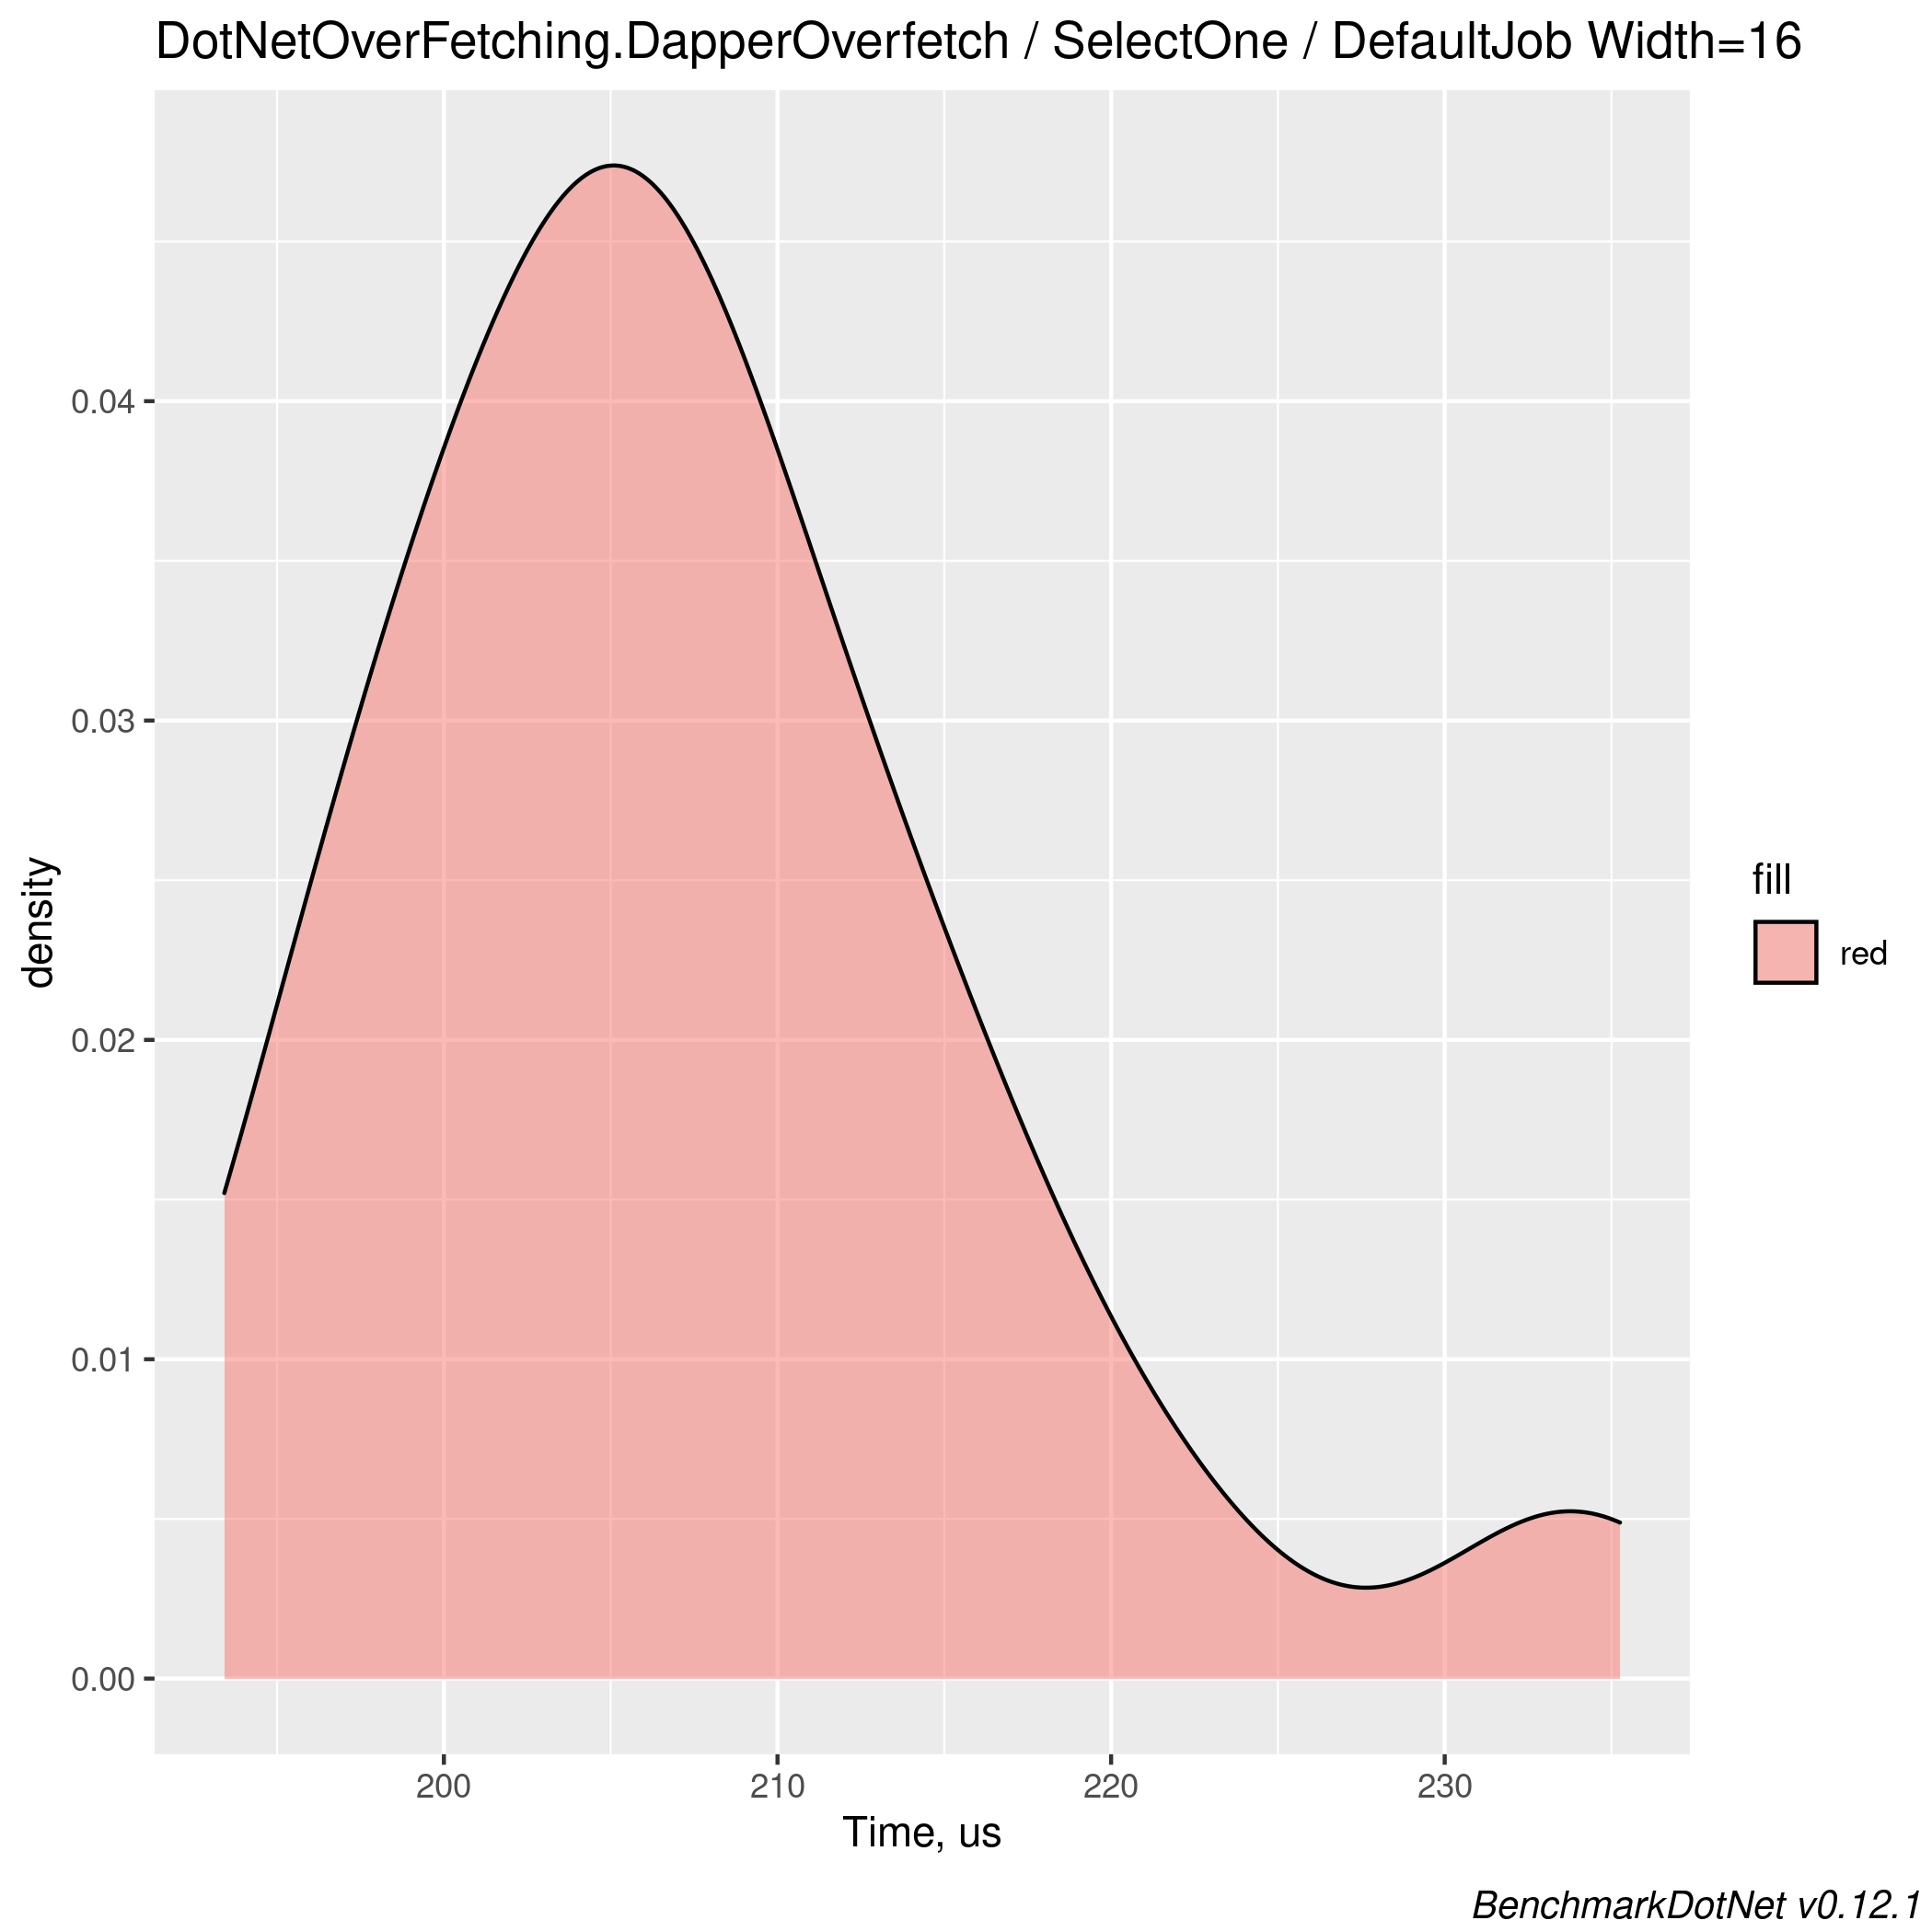 DotNetOverFetching.DapperOverfetch / SelectOne / DefaultJob Width=16
density
0.04
0.03
0.02
0.01
0.00
200 210 220 230
Time, us
fill
red
BenchmarkDotNet v0.12.1